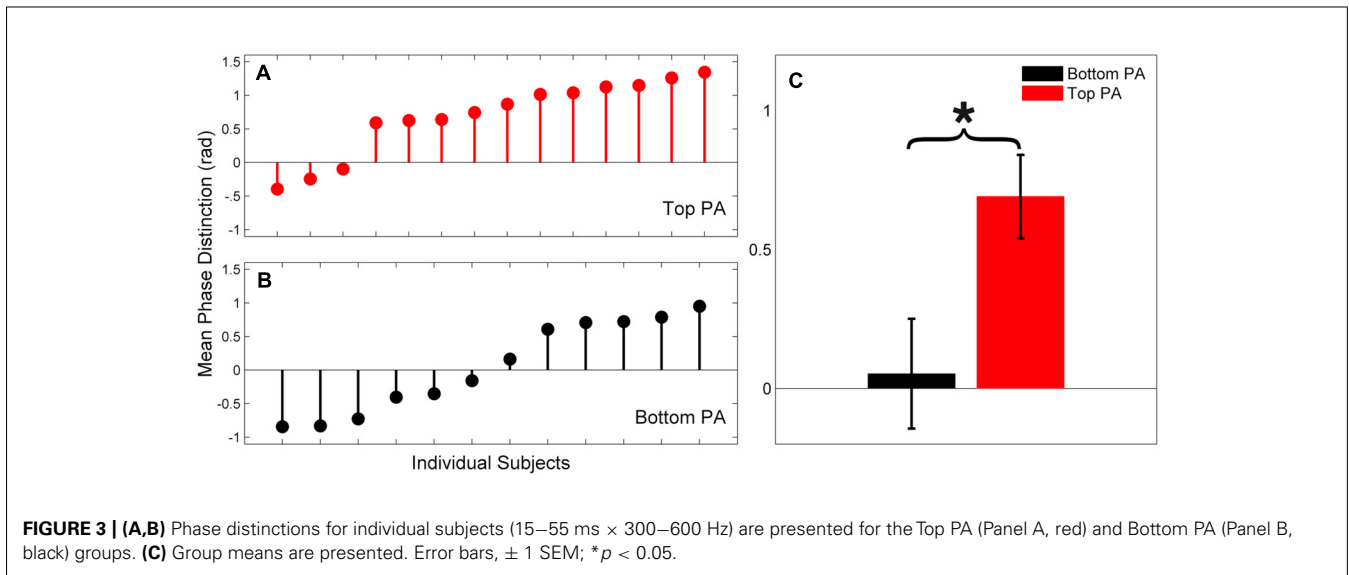 A
1.5
1
0.5
0
-.5
-1
Top PA
B
1.5
1
0.5
0
-0.5
-1
Bottom PA
Mean Phase Distinction (rad)
Individual Subjects
C
Bottom PA
Top PA
*
1
0.5
0
FIGURE 3 | (A,B) Phase distinctions for individual subjects (15–55 ms × 300–600 Hz) are presented for the Top PA (Panel A, red) and Bottom PA (Panel B,
black) groups. (C) Group means are presented. Error bars, ± 1 SEM; *p < 0.05.